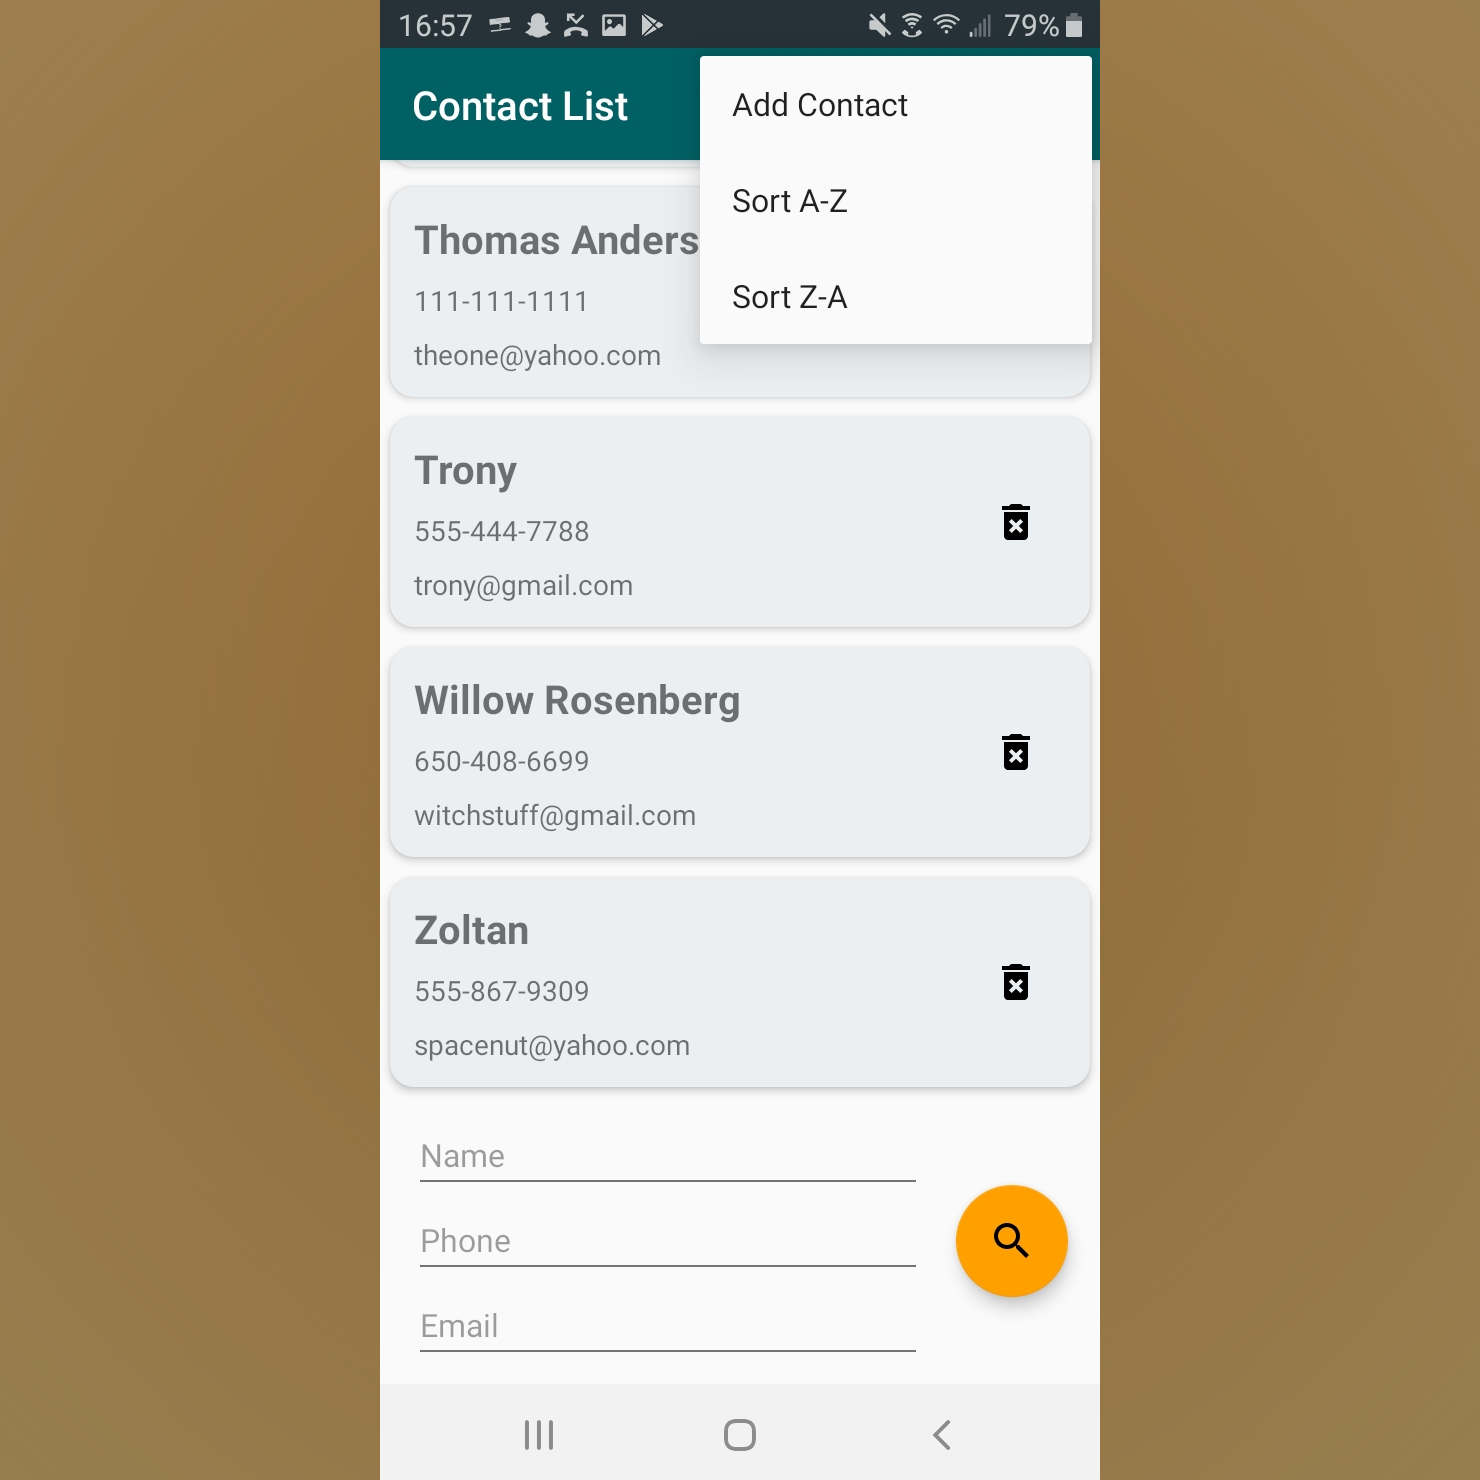 16:57
79%
Contact List
Add Contact
Sort A-Z
Sort Z-A
Thomas Anders
111-111-1111
theone@yahoo.com
Trony
555-444-7788
trony@gmail.com
Willow Rosenberg
650-408-6699
witchstuff@gmail.com
Zoltan
555-867-9309
spacenut@yahoo.com
Name
Phone
Email